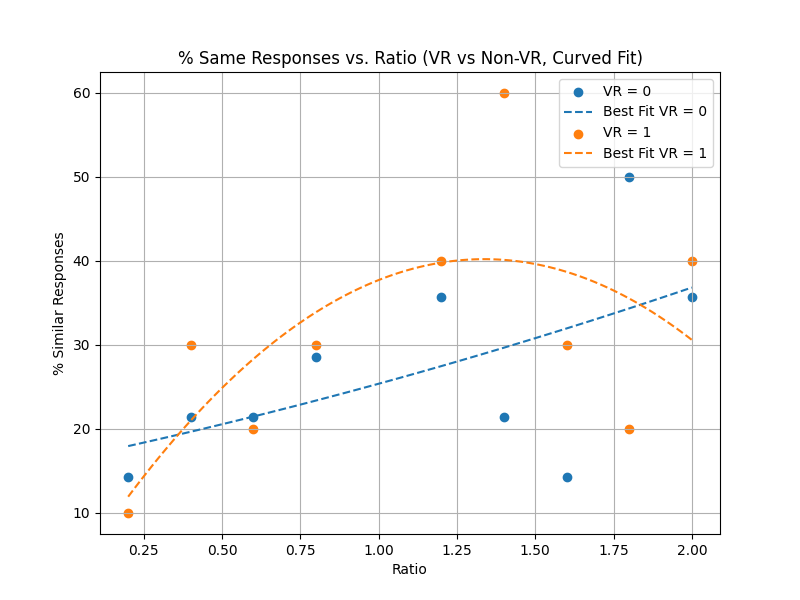 % Same Responses vs. Ratio (VR vs Non-VR, Curved Fit)
VR = 0
Best Fit VR = 0
VR = 1
Best Fit VR = 1
% Similar Responses
60
50
40
30
20
10
0.25 0.50 0.75 1.00 1.25 1.50 1.75 2.00
Ratio